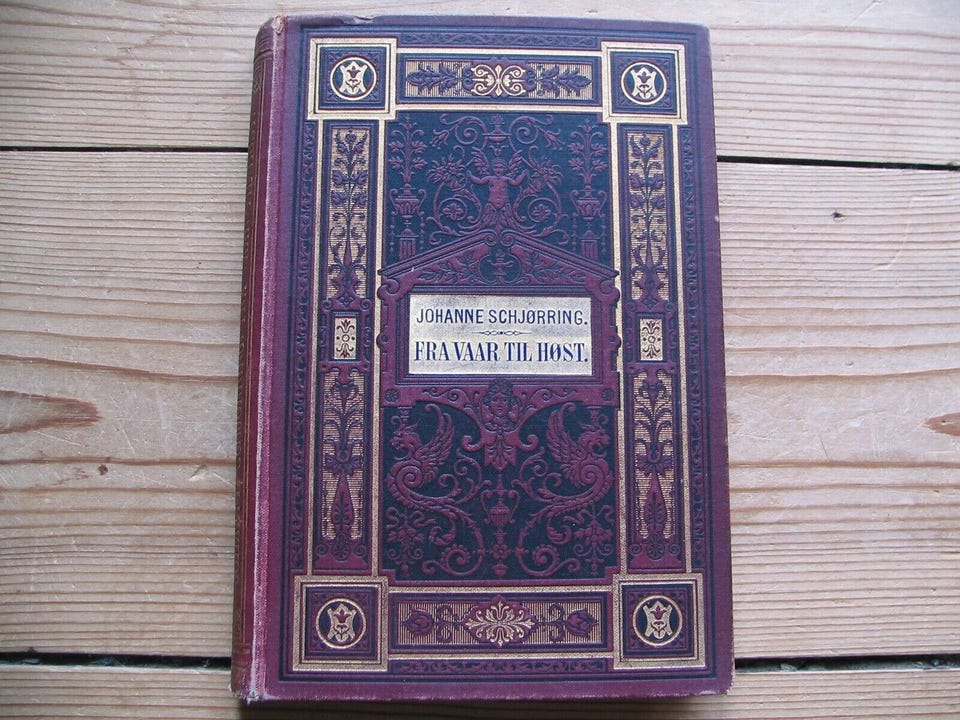 JOHANNE SCHJØRRING.
FRA VAAR TIL HØST.